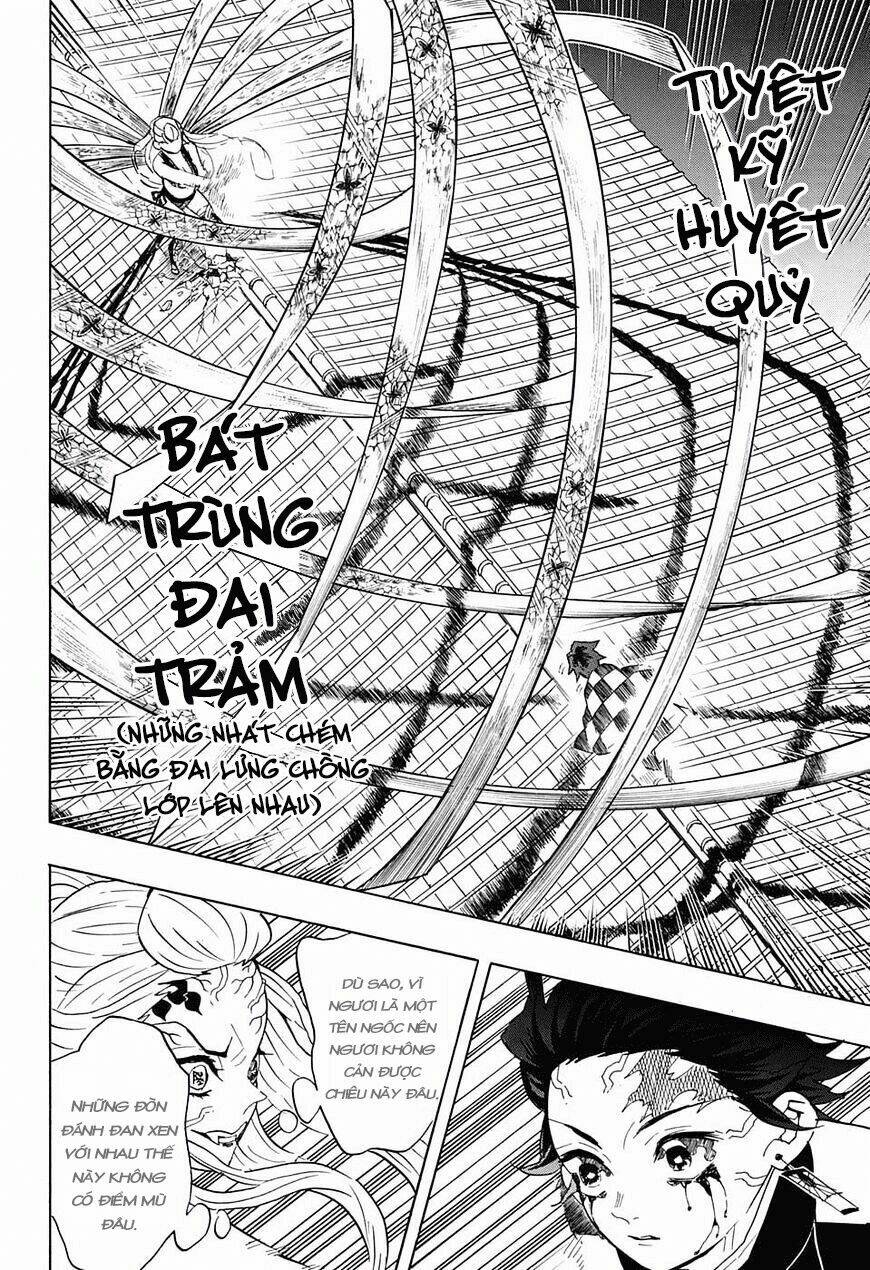 TUYỆT
KỸ
HUYẾT
QUỶ
BÁT
TRÙNG
ĐAI
TRẢM
(NHỮNG NHÁT CHÉM
BẰNG ĐAI LƯNG CHỒNG
LỚP LÊN NHAU)
DÙ SAO, VÌ
NGƯƠI LÀ MỘT
TÊN NGỐC NÊN
NGƯƠI KHÔNG
CẢN ĐƯỢC
CHIÊU NÀY ĐÂU.
NHỮNG ĐÒN
ĐÁNH ĐAN XEN
VỚI NHAU THẾ
NÀY KHÔNG
CÓ ĐIỂM MÙ
ĐÂU.